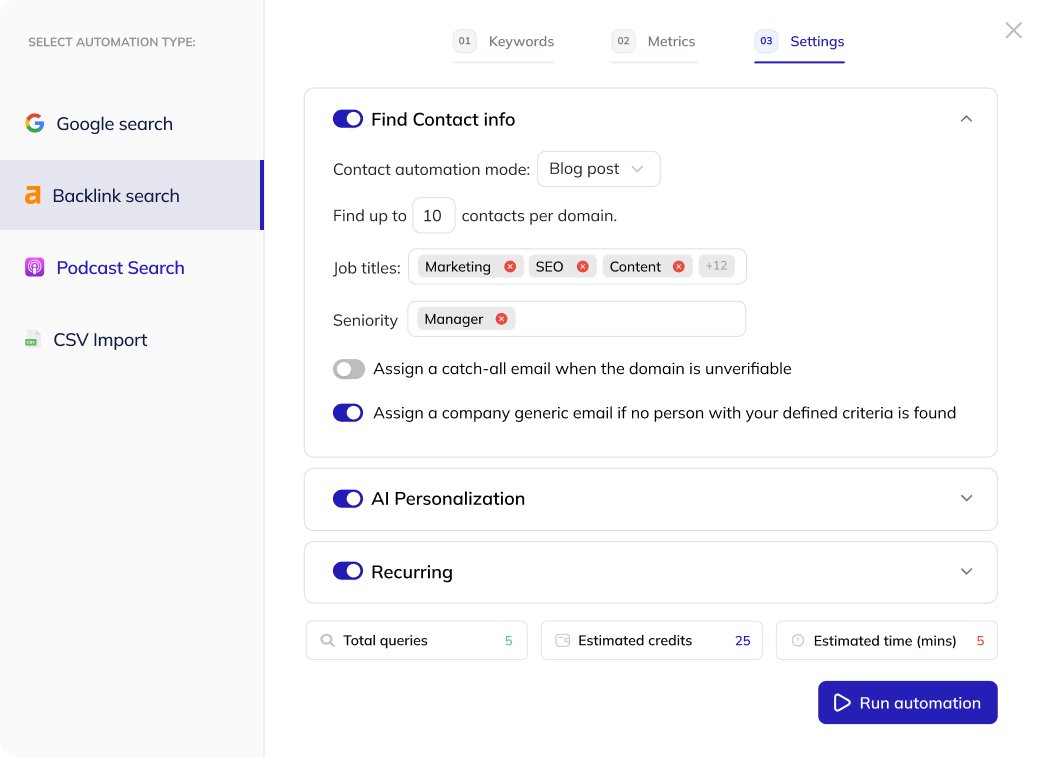 SELECT AUTOMATION TYPE:
Google search
Backlink search
Podcast Search
CSV Import
01 Keywords
02 Metrics
03 Settings
Find Contact info
Contact automation mode: Blog post
Find up to 10 contacts per domain.
Job titles: Marketing SEO Content +12
Seniority Manager
Assign a catch-all email when the domain is unverifiable
Assign a company generic email if no person with your defined criteria is found
AI Personalization
Recurring
Total queries 5
Estimated credits 25
Estimated time (mins) 5
Run automation